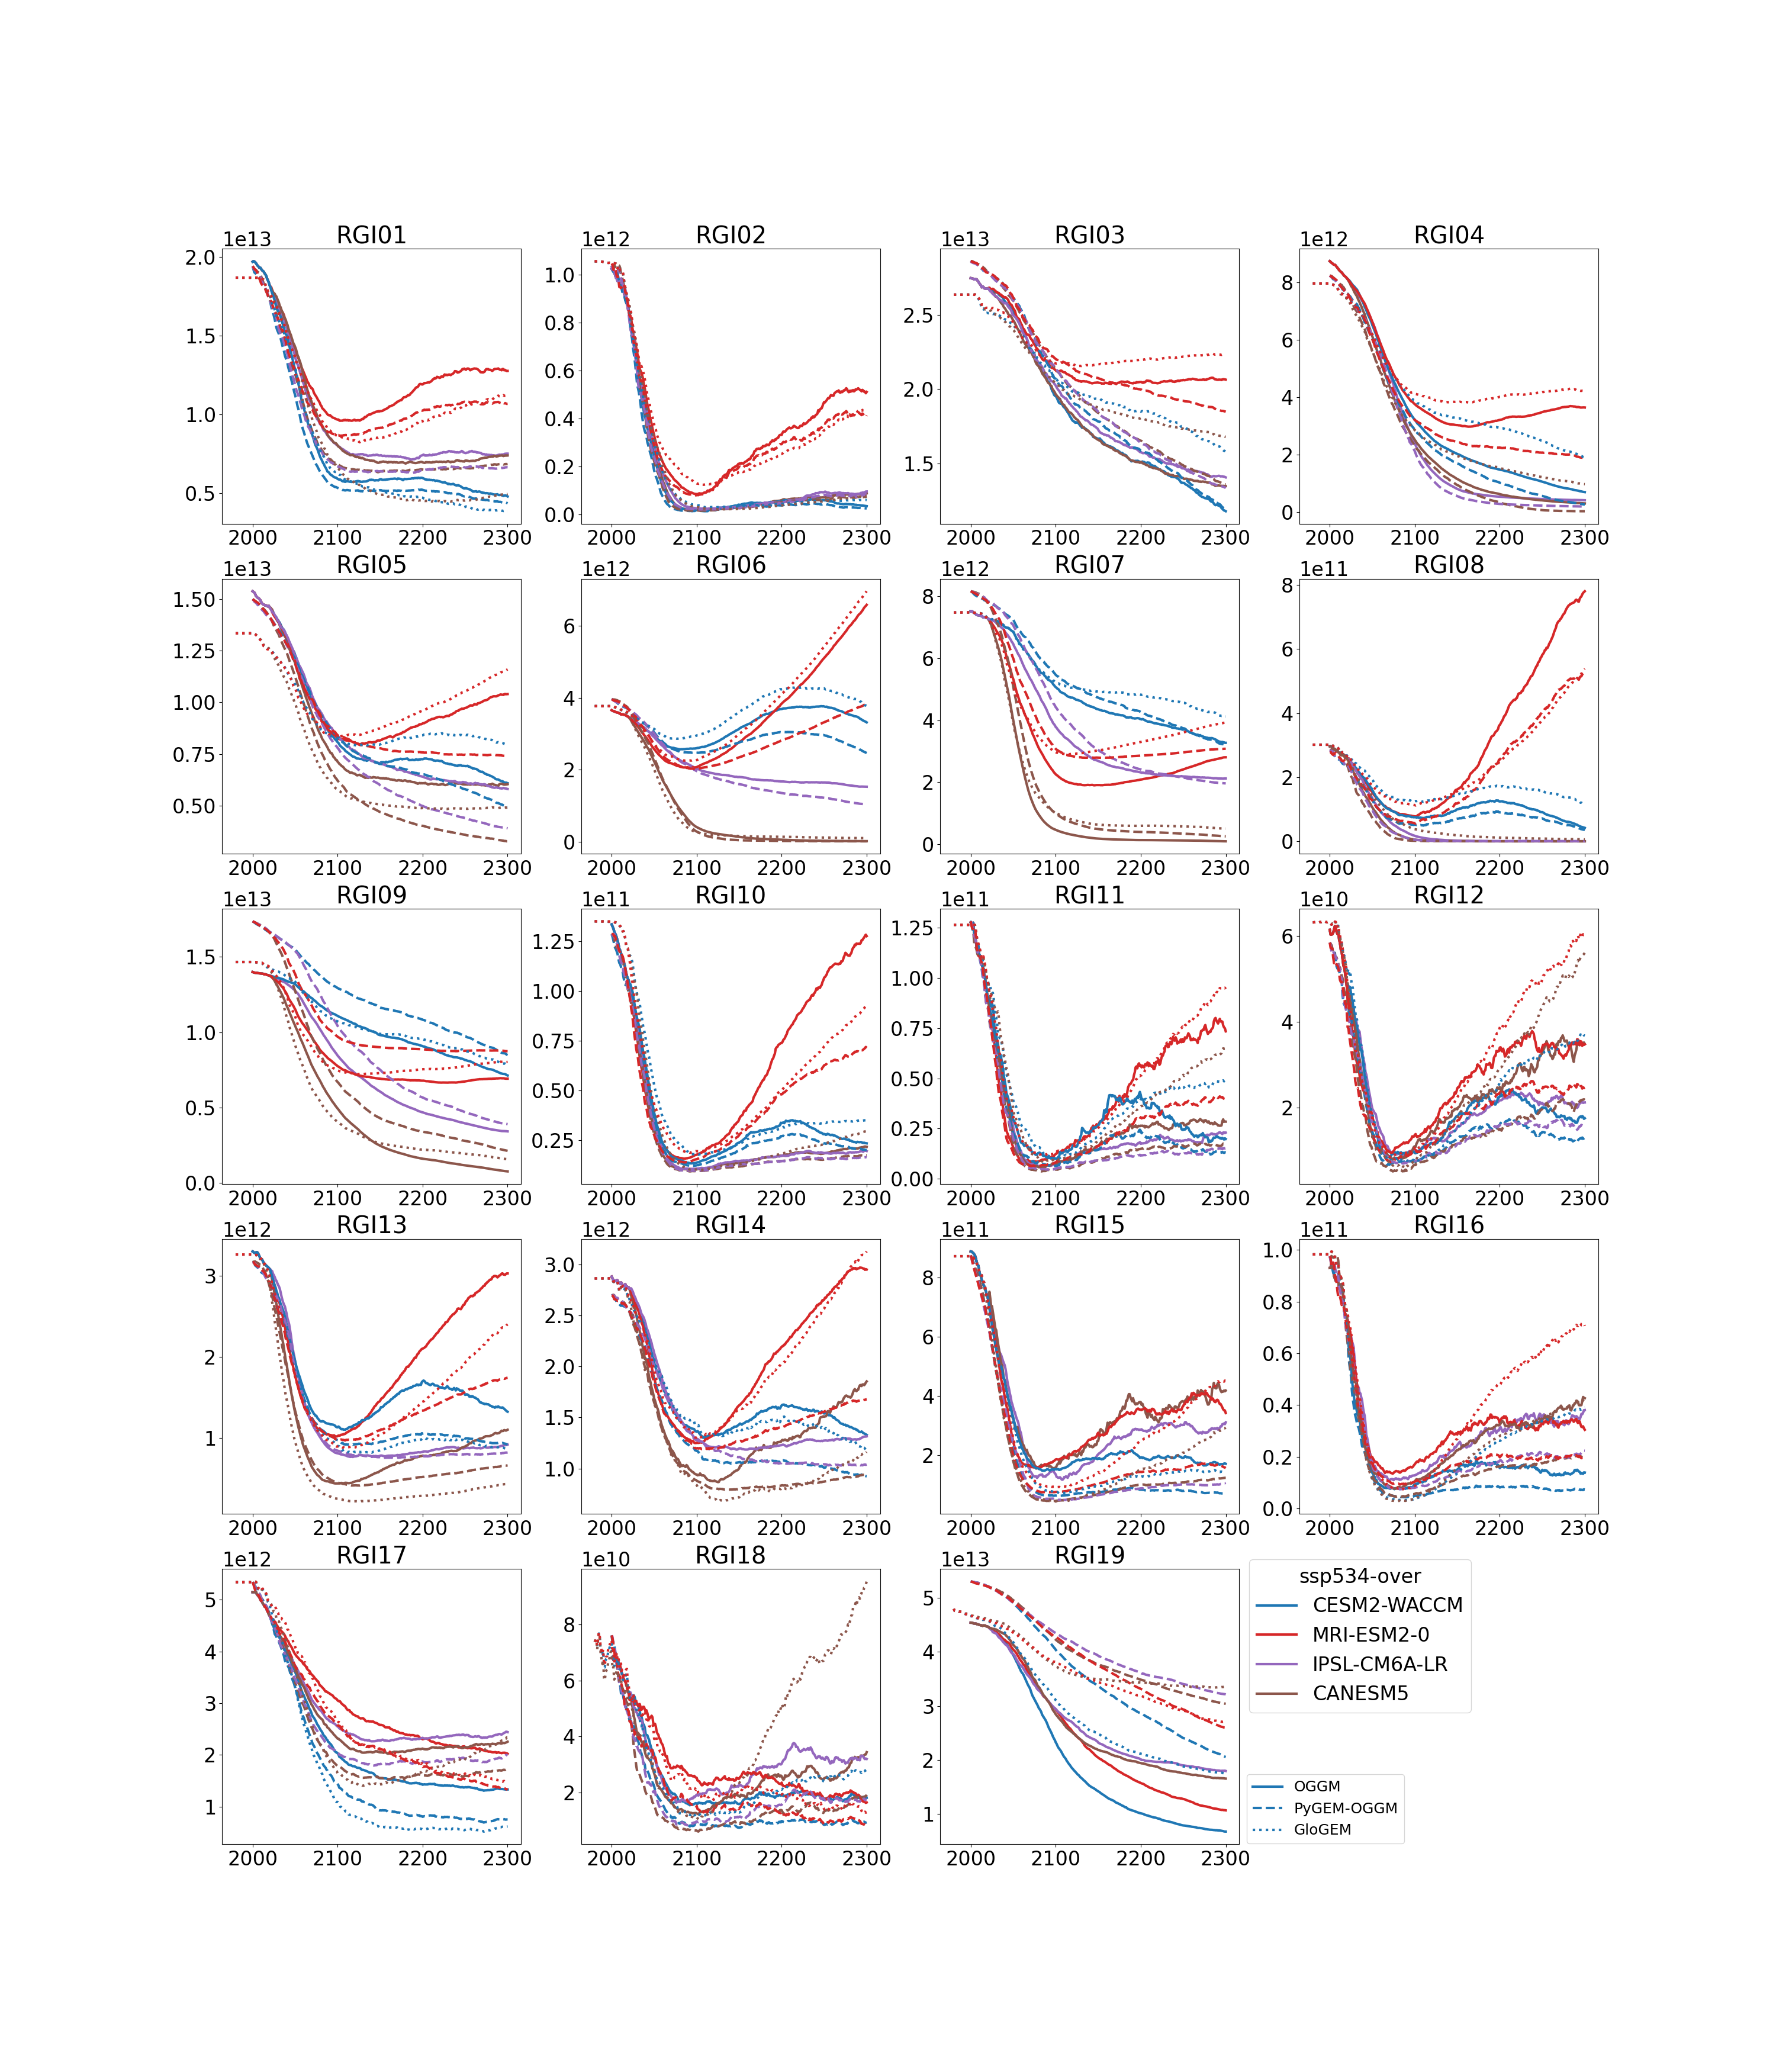 RGI01 RGI02 RGI03 RGI04
1e13 1e12 1e13 1e12
2.0 1.5 1.0 0.5
1.0 0.8 0.6 0.4 0.2 0.0
2.5 2.0 1.5
8 6 4 2 0
2000 2100 2200 2300 2000 2100 2200 2300 2000 2100 2200 2300 2000 2100 2200 2300
RGI05 RGI06 RGI07 RGI08
1e13 1e12 1e12 1e11
1.50 1.25 1.00 0.75 0.50
6 4 2 0
8 6 4 2 0
8 6 4 2 0
2000 2100 2200 2300 2000 2100 2200 2300 2000 2100 2200 2300 2000 2100 2200 2300
RGI09 RGI10 RGI11 RGI12
1e13 1e11 1e11 1e10
1.5 1.0 0.5 0.0
1.25 1.00 0.75 0.50 0.25
1.25 1.00 0.75 0.50 0.25 0.00
6 4 2
2000 2100 2200 2300 2000 2100 2200 2300 2000 2100 2200 2300 2000 2100 2200 2300
RGI13 RGI14 RGI15 RGI16
1e12 1e12 1e11 1e11
3 2 1
3.0 2.5 2.0 1.5 1.0
8 6 4 2
1.0 0.8 0.6 0.4 0.2 0.0
2000 2100 2200 2300 2000 2100 2200 2300 2000 2100 2200 2300 2000 2100 2200 2300
RGI17 RGI18 RGI19
1e12 1e10 1e13
5 4 3 2 1
8 6 4 2
5 4 3 2 1
2000 2100 2200 2300 2000 2100 2200 2300 2000 2100 2200 2300
ssp534-over
CESM2-WACCM
MRI-ESM2-0
IPSL-CM6A-LR
CANESM5
OGGM
PyGEM-OGGM
GloGEM